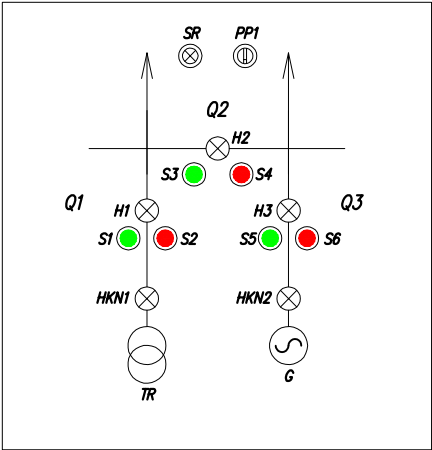 SR PP1
Q2
H2
S3 S4
Q1 Q3
H1 H3
S1 S2 S5 S6
HKN1 HKN2
G
TR